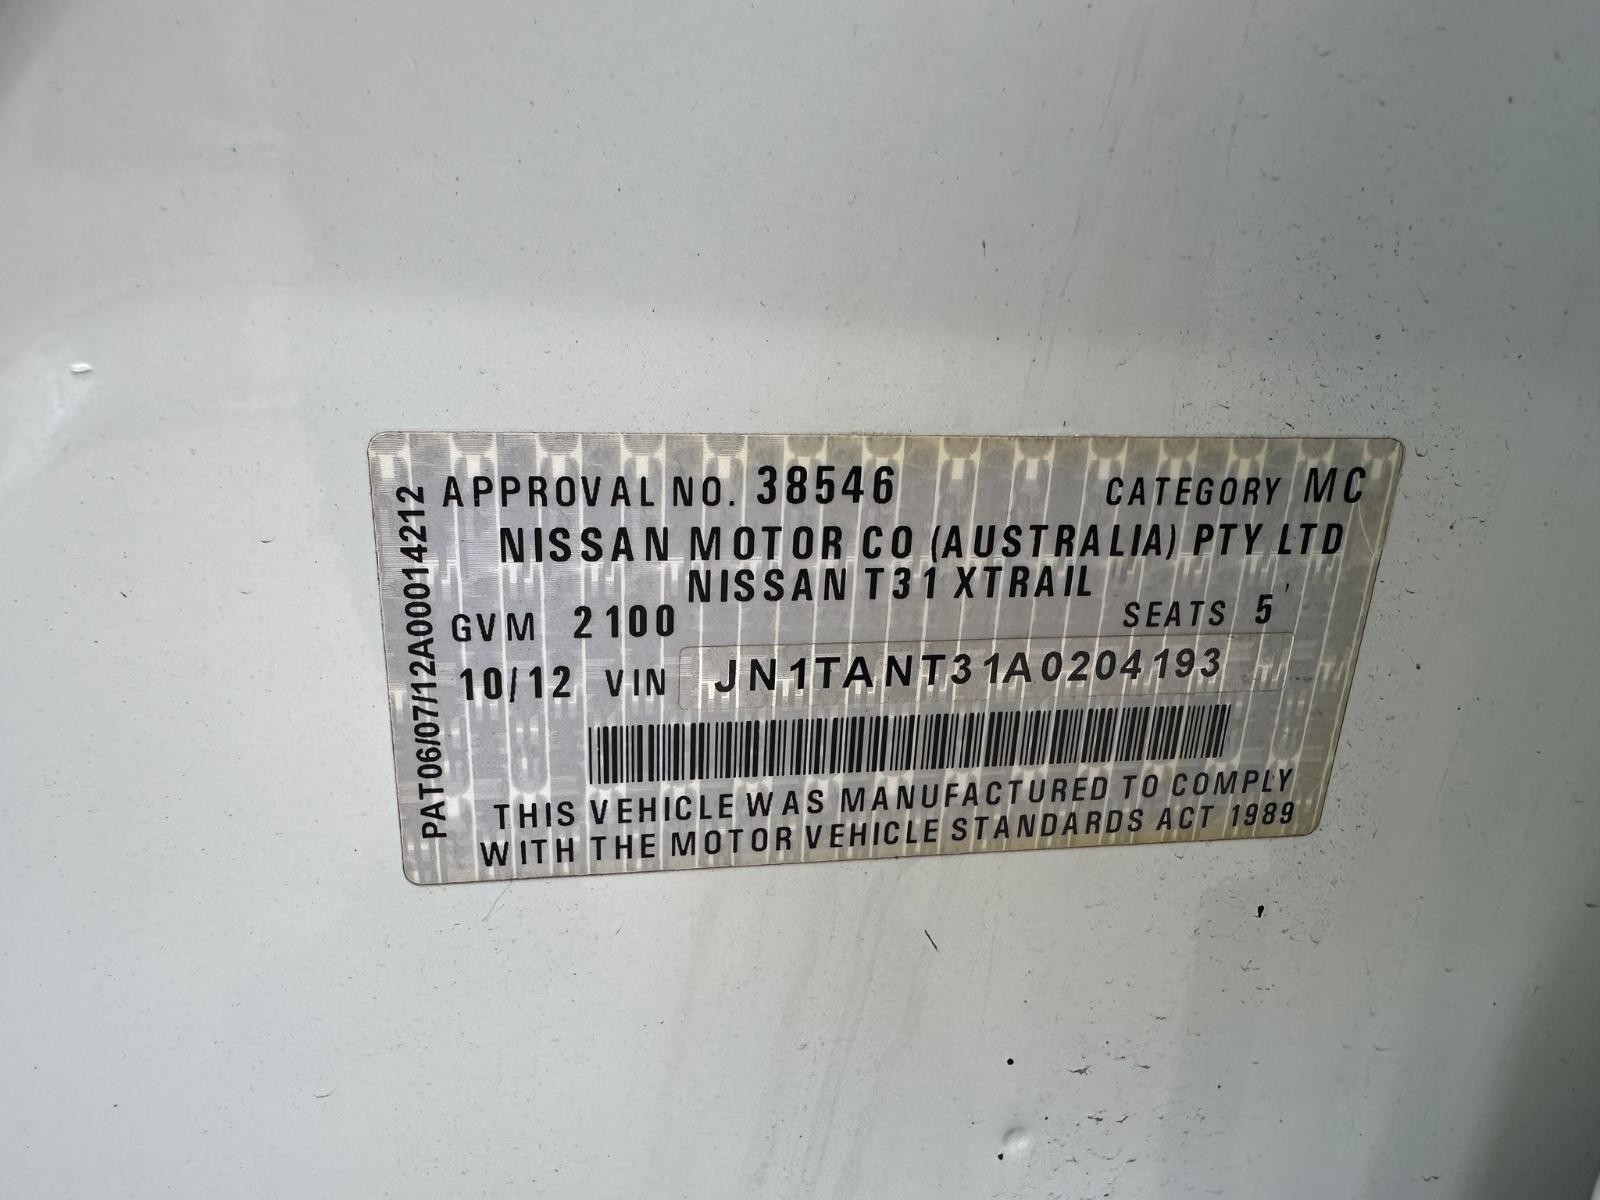 APPROVAL NO. 38546 CATEGORY MC
NISSAN MOTOR CO (AUSTRALIA) PTY LTD
NISSAN T31 XTRAIL
GVM 2100 SEATS 5
10/12 VIN JN1TANT31A0204193
THIS VEHICLE WAS MANUFACTURED TO COMPLY
WITH THE MOTOR VEHICLE STANDARDS ACT 1989
PAT06/07/12A00014212